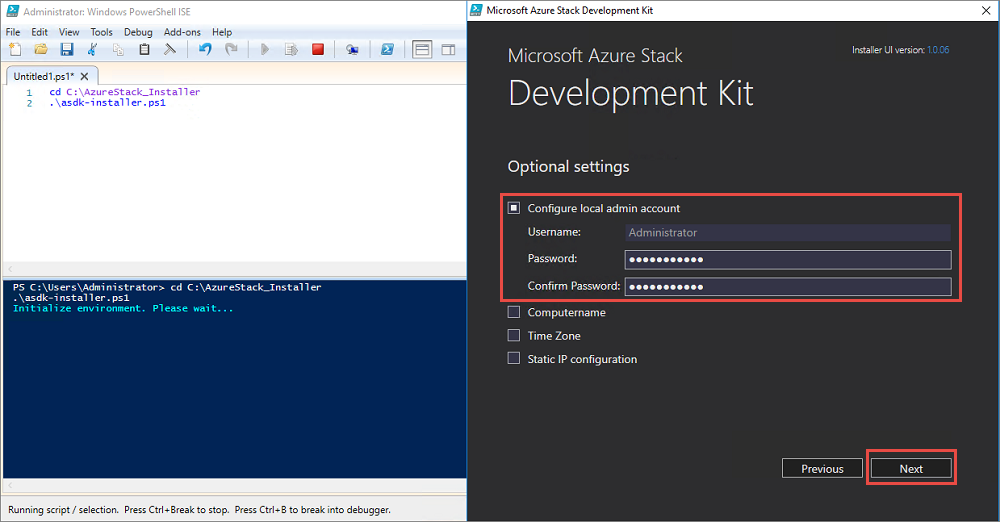 Administrator: Windows PowerShell ISE
File Edit View Tools Debug Add-ons Help
Untitled1.ps1* X
1 cd C:\AzureStack_Installer
2 .\asdk-installer.ps1
PS C:\Users\Administrator> cd C:\AzureStack_Installer
.\asdk-installer.ps1
Initialize environment. Please wait...
Running script / selection. Press Ctrl+Break to stop. Press Ctrl+B to break into debugger.
Microsoft Azure Stack Development Kit
Installer UI version: 1.0.06
Microsoft Azure Stack
Development Kit
Optional settings
Configure local admin account
Username: Administrator
Password: ●●●●●●●●●●●
Confirm Password: ●●●●●●●●●●●
Computername
Time Zone
Static IP configuration
Previous Next